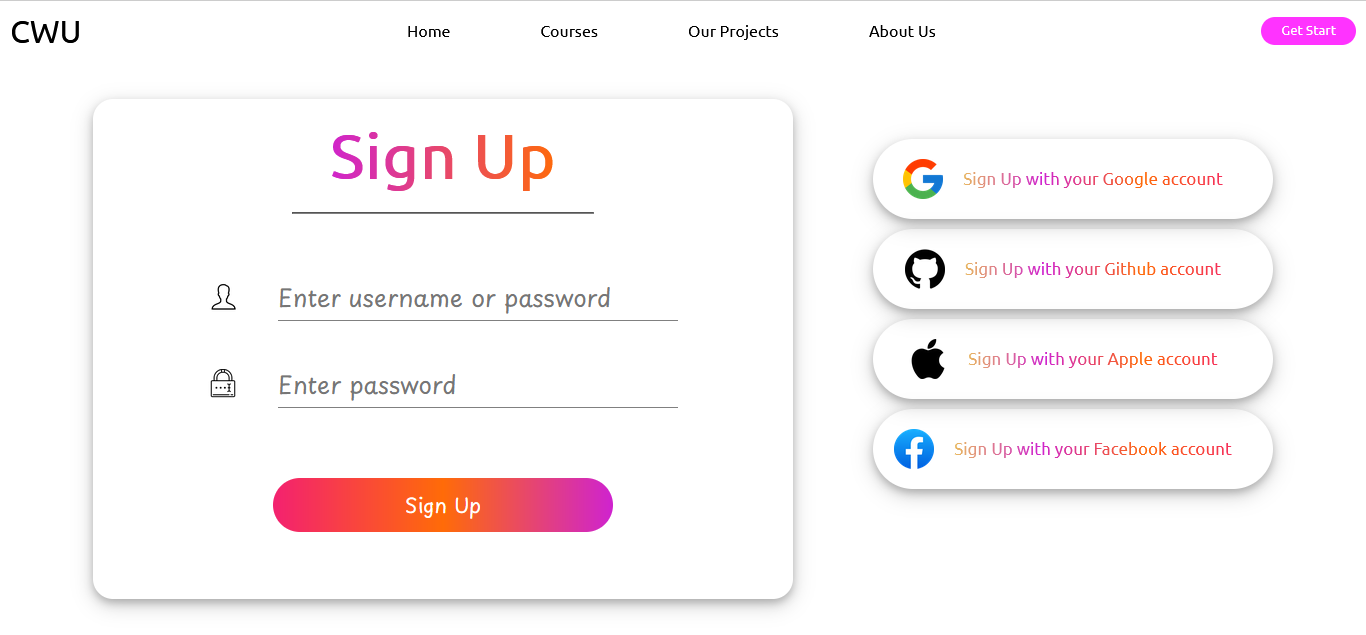 CWU
Home
Courses
Our Projects
About Us
Get Start
Sign Up
Enter username or password
Enter password
Sign Up
Sign Up with your Google account
Sign Up with your Github account
Sign Up with your Apple account
Sign Up with your Facebook account